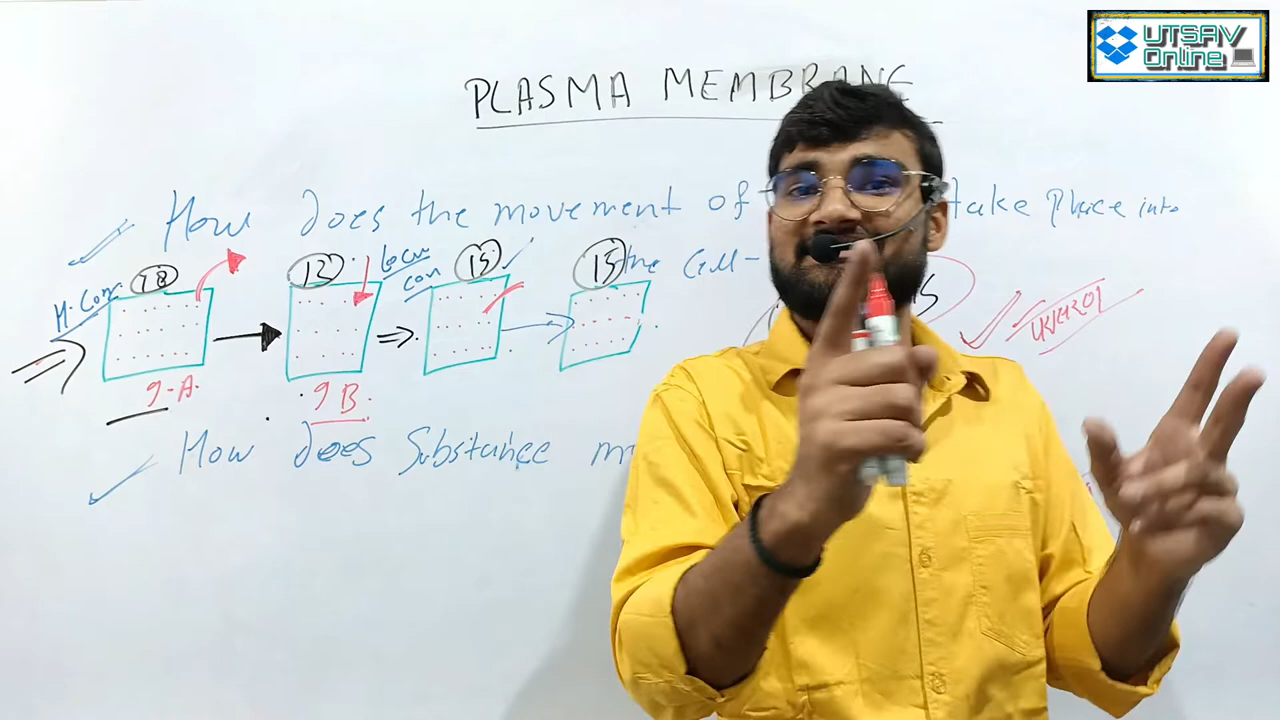 UTSAV
Online
PLASMA MEMBRANE
How does the movement of take place into
the Cell -
H. Con. 18 12 Low Con 15 15
9-A. 9 B.
How does Substance m